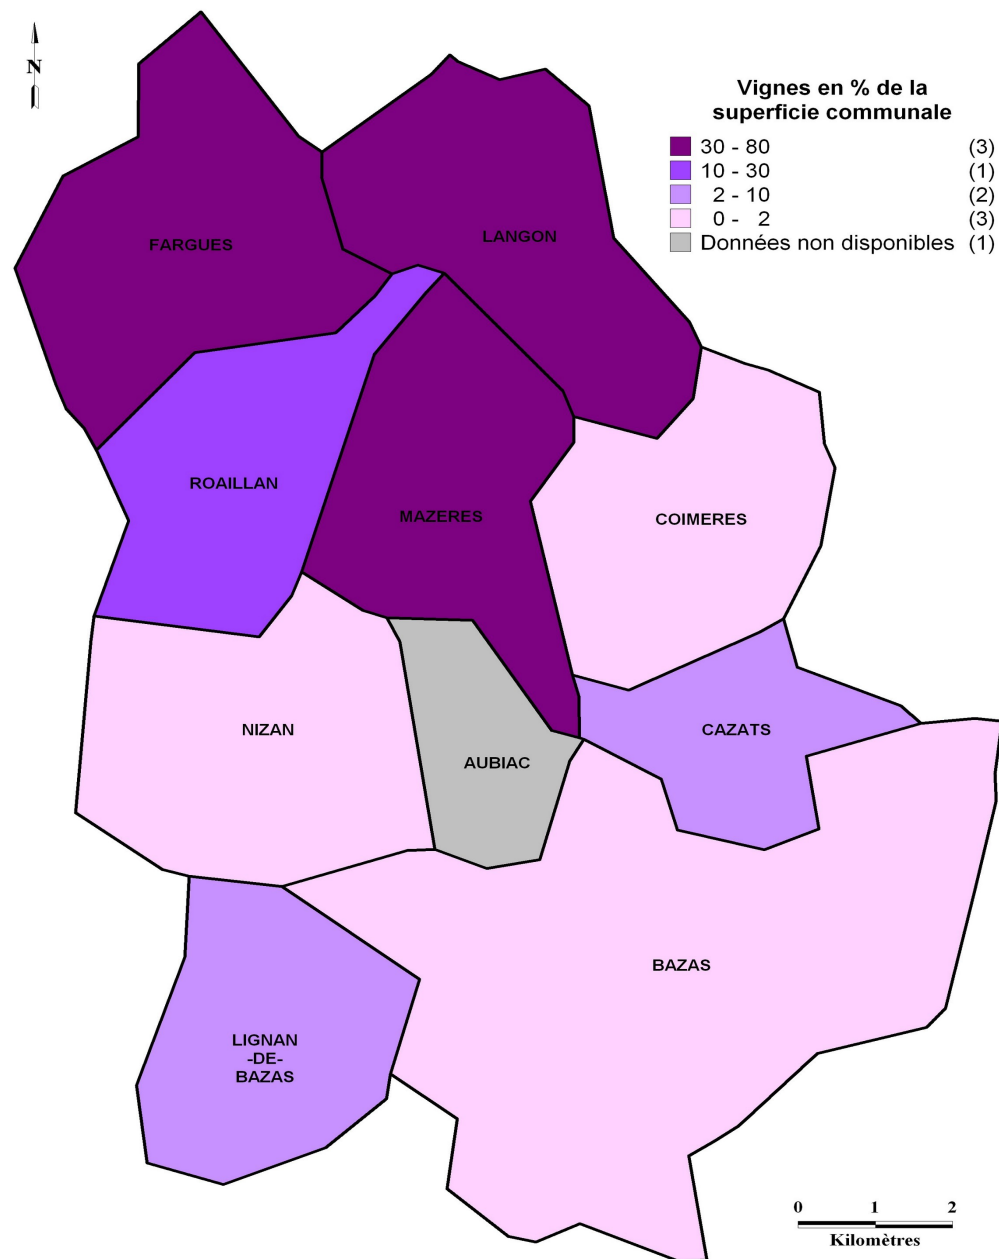 N
Vignes en % de la
superficie communale
30 - 80 (3)
10 - 30 (1)
2 - 10 (2)
0 - 2 (3)
Données non disponibles (1)
FARGUES
LANGON
ROAILLAN
MAZERES
COIMERES
NIZAN
AUBIAC
CAZATS
BAZAS
LIGNAN
-DE-
BAZAS
0 1 2
Kilomètres